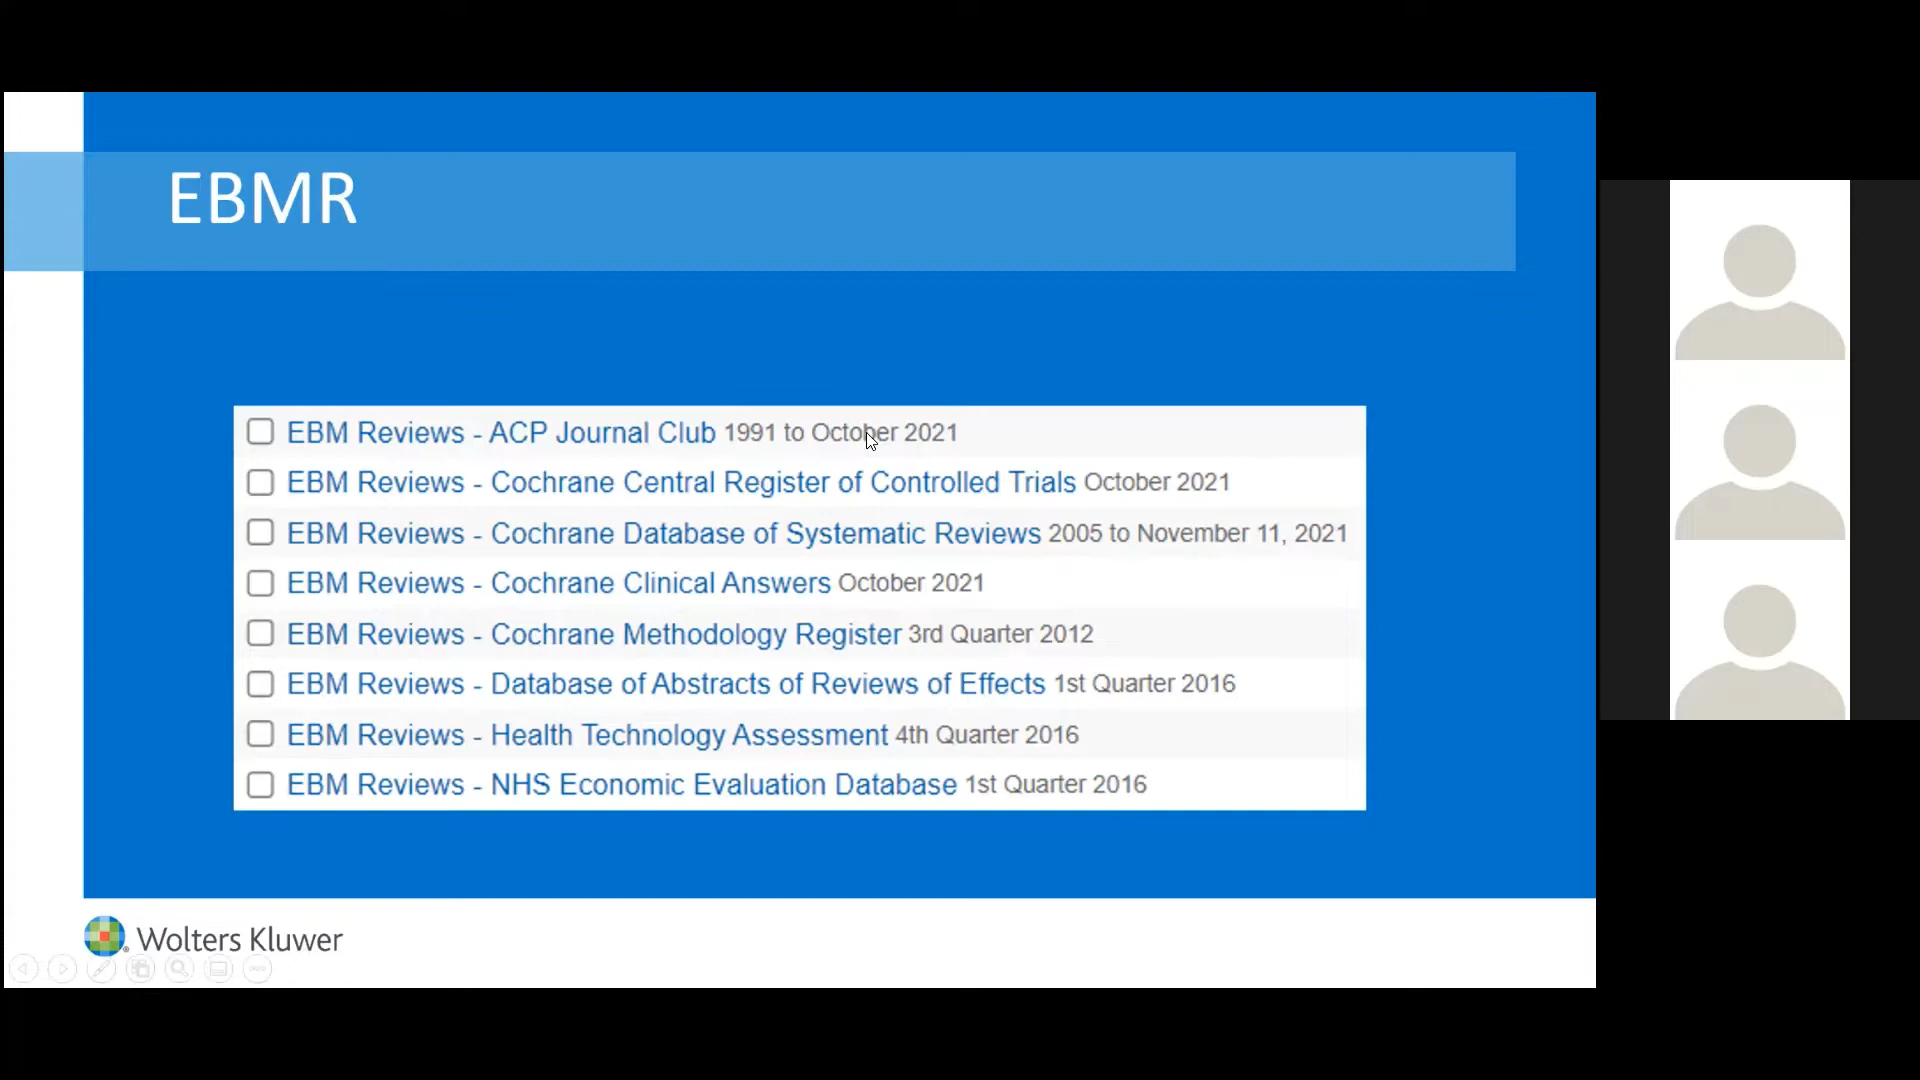 EBMR
EBM Reviews - ACP Journal Club 1991 to October 2021
EBM Reviews - Cochrane Central Register of Controlled Trials October 2021
EBM Reviews - Cochrane Database of Systematic Reviews 2005 to November 11, 2021
EBM Reviews - Cochrane Clinical Answers October 2021
EBM Reviews - Cochrane Methodology Register 3rd Quarter 2012
EBM Reviews - Database of Abstracts of Reviews of Effects 1st Quarter 2016
EBM Reviews - Health Technology Assessment 4th Quarter 2016
EBM Reviews - NHS Economic Evaluation Database 1st Quarter 2016
Wolters Kluwer